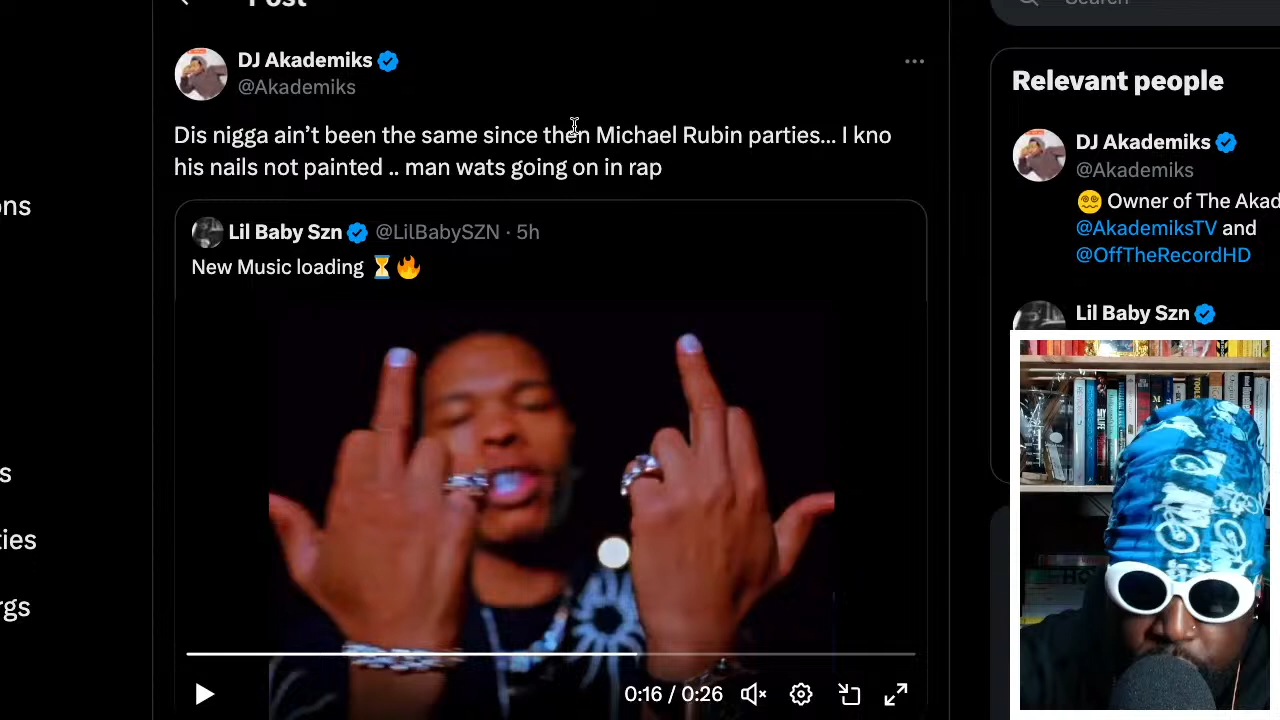 Post
Search
DJ Akademiks
@Akademiks
Dis nigga ain't been the same since then Michael Rubin parties... I kno
his nails not painted .. man wats going on in rap
Lil Baby Szn @LilBabySZN · 5h
New Music loading ⏳🔥
0:16 / 0:26
ons
s
ties
rgs
Relevant people
DJ Akademiks
@Akademiks
😵‍💫 Owner of The Akad
@AkademiksTV and
@OffTheRecordHD
Lil Baby Szn